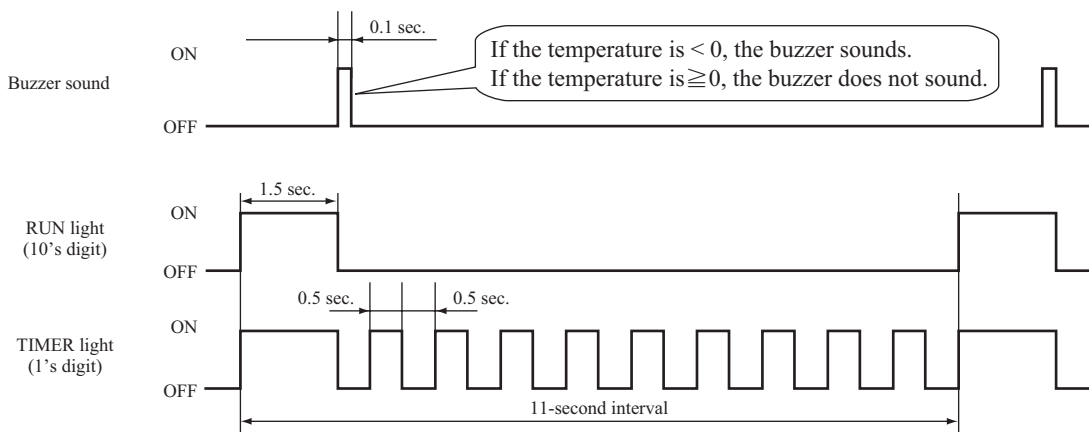 0.1 sec.
ON
If the temperature is < 0, the buzzer sounds.
If the temperature is ≧0, the buzzer does not sound.
Buzzer sound
OFF
1.5 sec.
ON
RUN light
(10's digit)
OFF
0.5 sec.
0.5 sec.
ON
TIMER light
(1's digit)
OFF
11-second interval